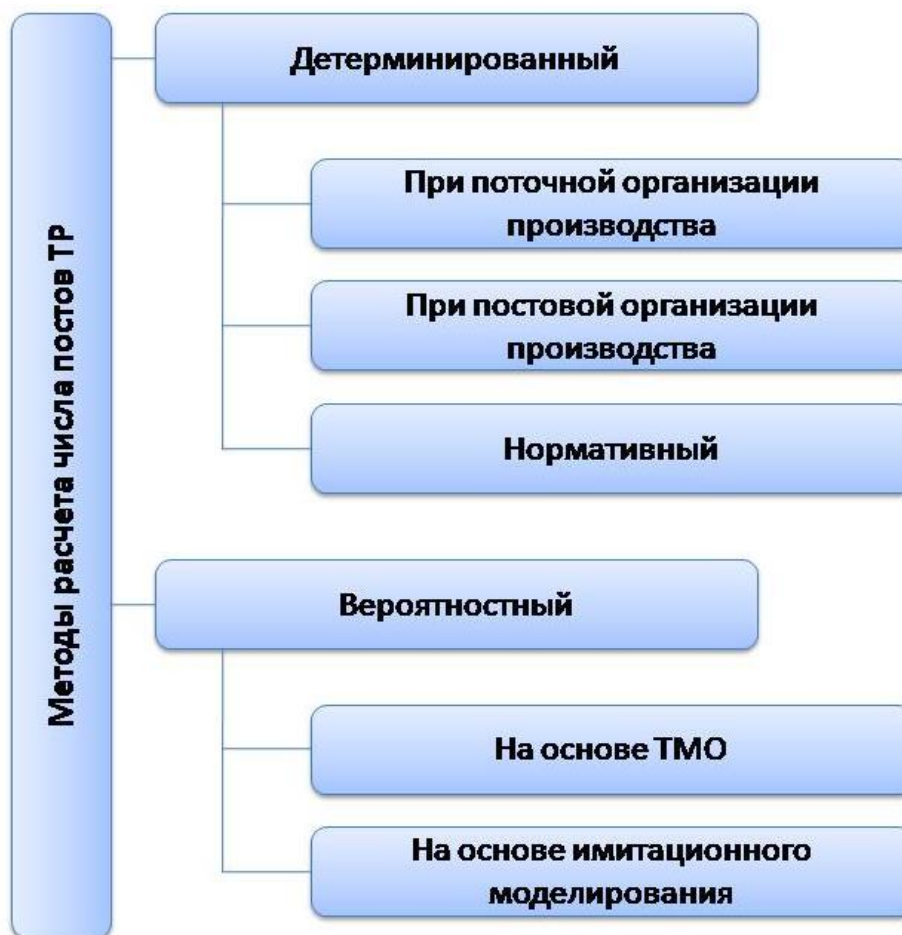 Методы расчета числа постов ТР
Детерминированный
При поточной организации
производства
При постовой организации
производства
Нормативный
Вероятностный
На основе ТМО
На основе имитационного
моделирования